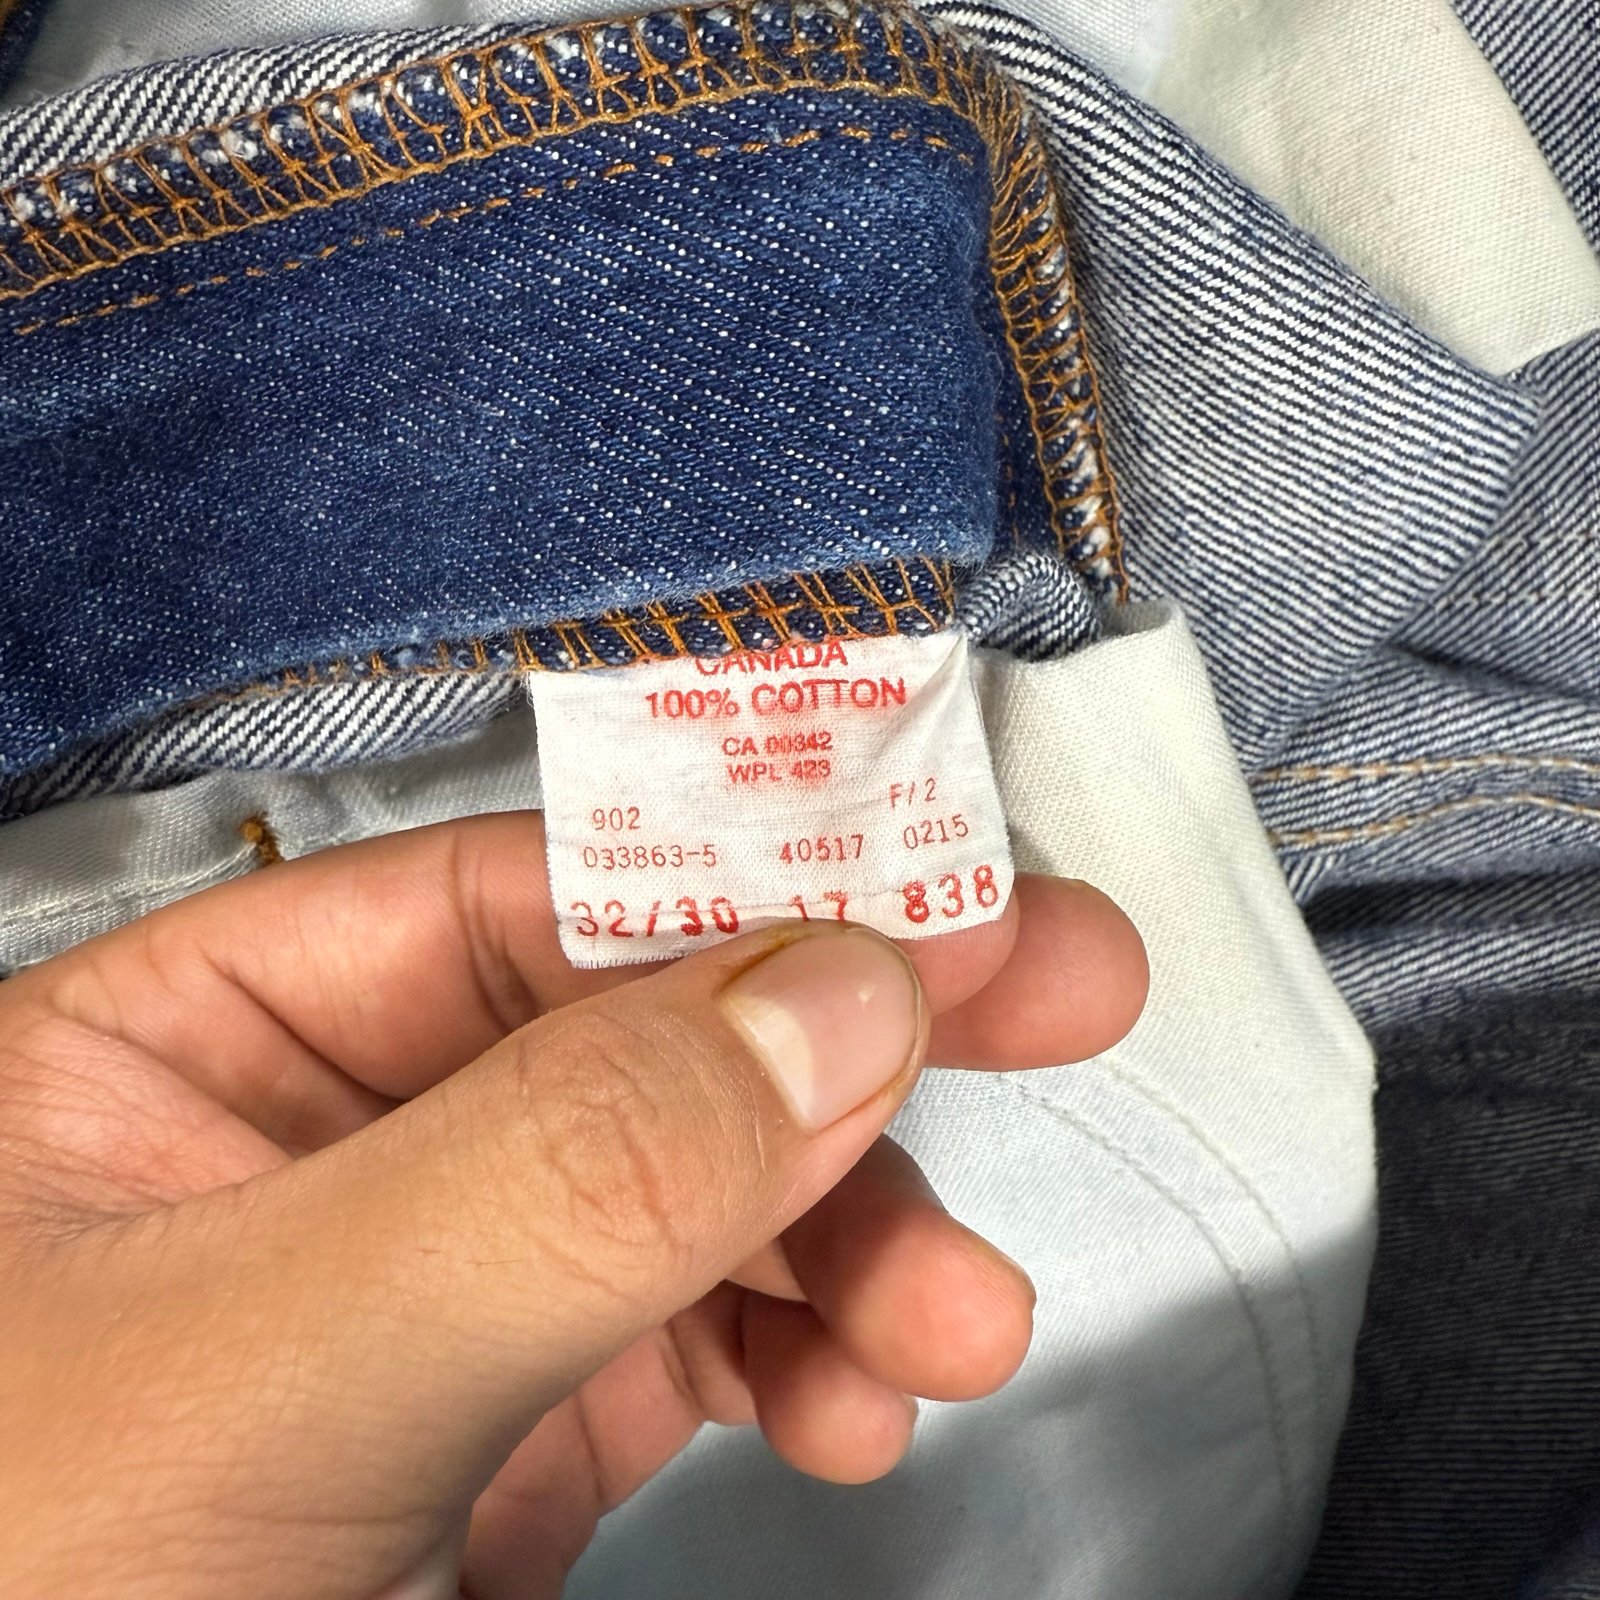 CANADA
100% COTTON
CA 00342
WPL 423
902 F/2
033863-5 40517 0215
32/30 17 838